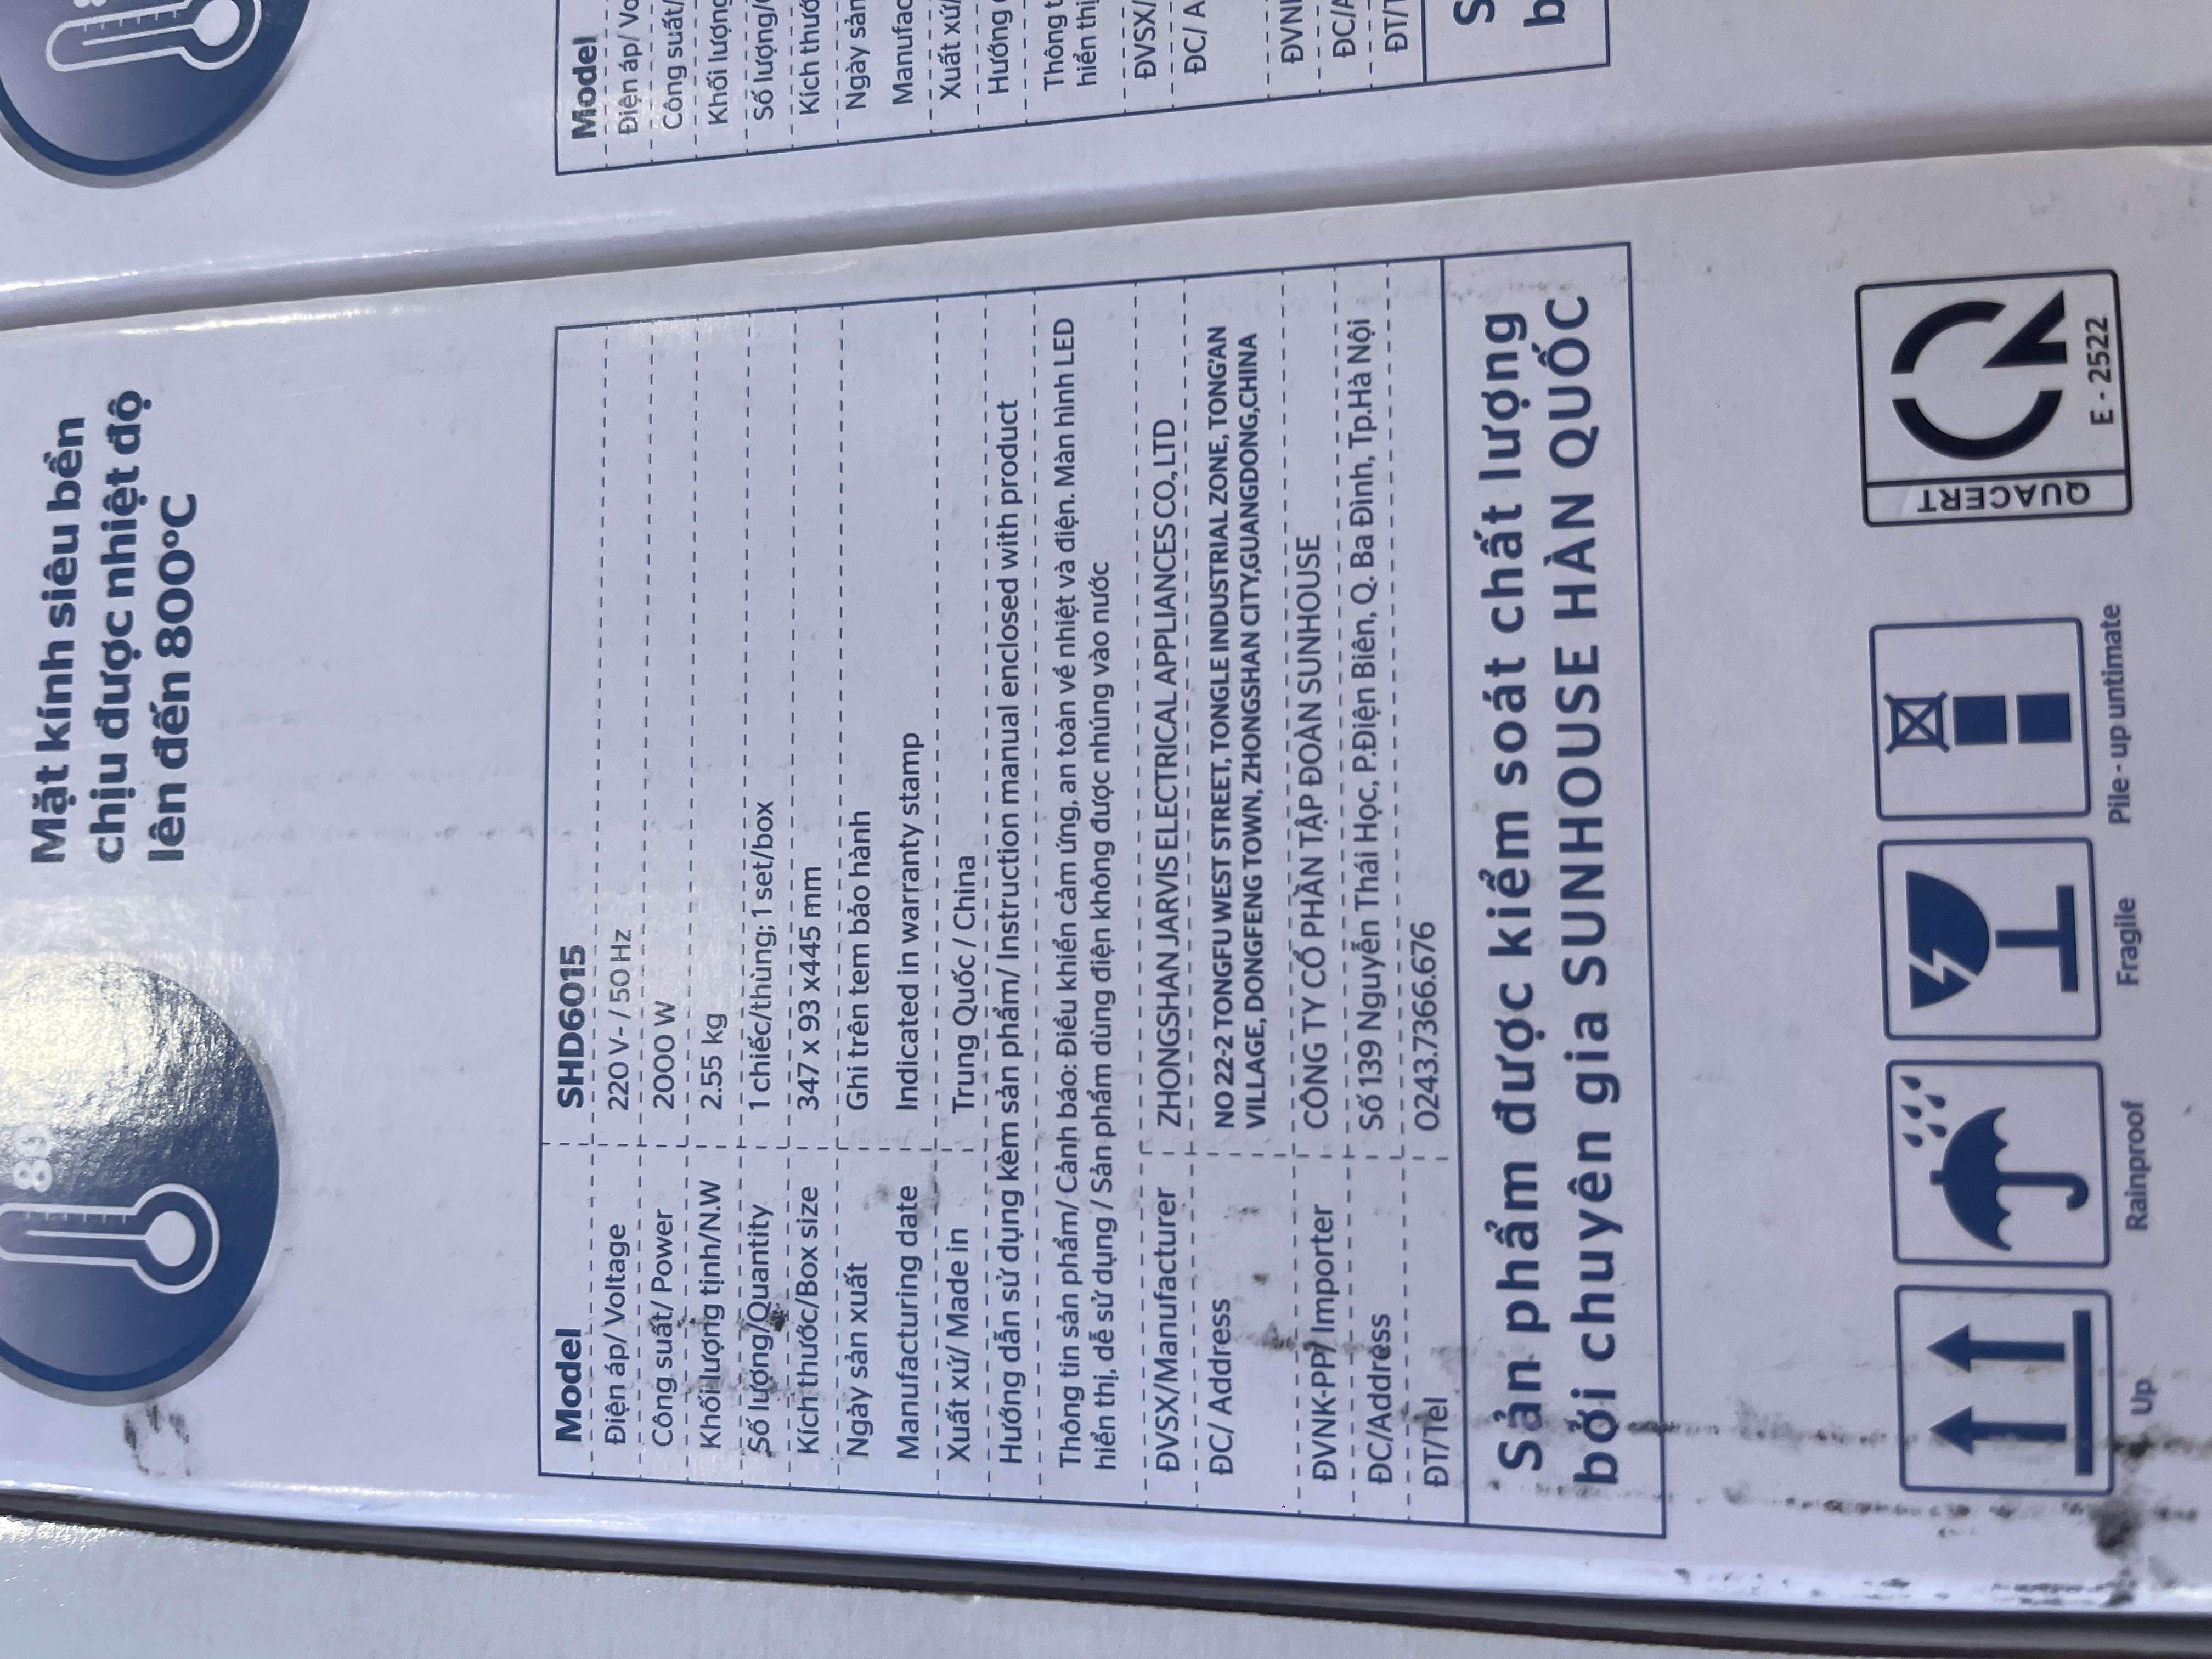 80
Mặt kính siêu bền
chịu được nhiệt độ
lên đến 800°C
Model SHD6015
Điện áp/ Voltage 220 V~ / 50 Hz
Công suất/ Power 2000 W
Khối lượng tịnh/N.W 2.55 kg
Số lượng/Quantity 1 chiếc/thùng; 1 set/box
Kích thước/Box size 347 x 93 x445 mm
Ngày sản xuất Ghi trên tem bảo hành
Manufacturing date Indicated in warranty stamp
Xuất xứ/ Made in Trung Quốc / China
Hướng dẫn sử dụng kèm sản phẩm/ Instruction manual enclosed with product
Thông tin sản phẩm/ Cảnh báo: Điều khiển cảm ứng, an toàn về nhiệt và điện. Màn hình LED
hiển thị, dễ sử dụng / Sản phẩm dùng điện không được nhúng vào nước
ĐVSX/Manufacturer ZHONGSHAN JARVIS ELECTRICAL APPLIANCES CO., LTD
ĐC/ Address NO 22-2 TONGFU WEST STREET, TONGLE INDUSTRIAL ZONE, TONG'AN
VILLAGE, DONGFENG TOWN, ZHONGSHAN CITY,GUANGDONG,CHINA
ĐVNK-PP/ Importer CÔNG TY CỔ PHẦN TẬP ĐOÀN SUNHOUSE
ĐC/Address Số 139 Nguyễn Thái Học, P.Điện Biên, Q. Ba Đình, Tp.Hà Nội
ĐT/Tel 0243.7366.676
Sản phẩm được kiểm soát chất lượng
bởi chuyên gia SUNHOUSE HÀN QUỐC
Up
Rainproof
Fragile
Pile - up untimate
QUACERT
E - 2522
Model
Điện áp/
Công suất/
Khối
Số lượng/
Kích
Ngày
Xuất xứ/
Hướng
Thông
hiển
ĐVSX/
ĐC/
ĐC/
ĐT/